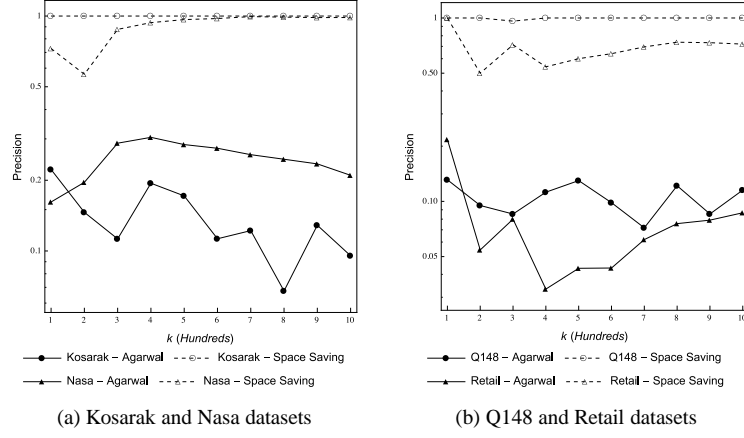 1
0.5
0.2
0.1
Precision
1 2 3 4 5 6 7 8 9 10
k (Hundreds)
Kosarak – Agarwal Kosarak – Space Saving
Nasa – Agarwal Nasa – Space Saving
(a) Kosarak and Nasa datasets
1
0.50
0.10
0.05
Precision
1 2 3 4 5 6 7 8 9 10
k (Hundreds)
Q148 – Agarwal Q148 – Space Saving
Retail – Agarwal Retail – Space Saving
(b) Q148 and Retail datasets